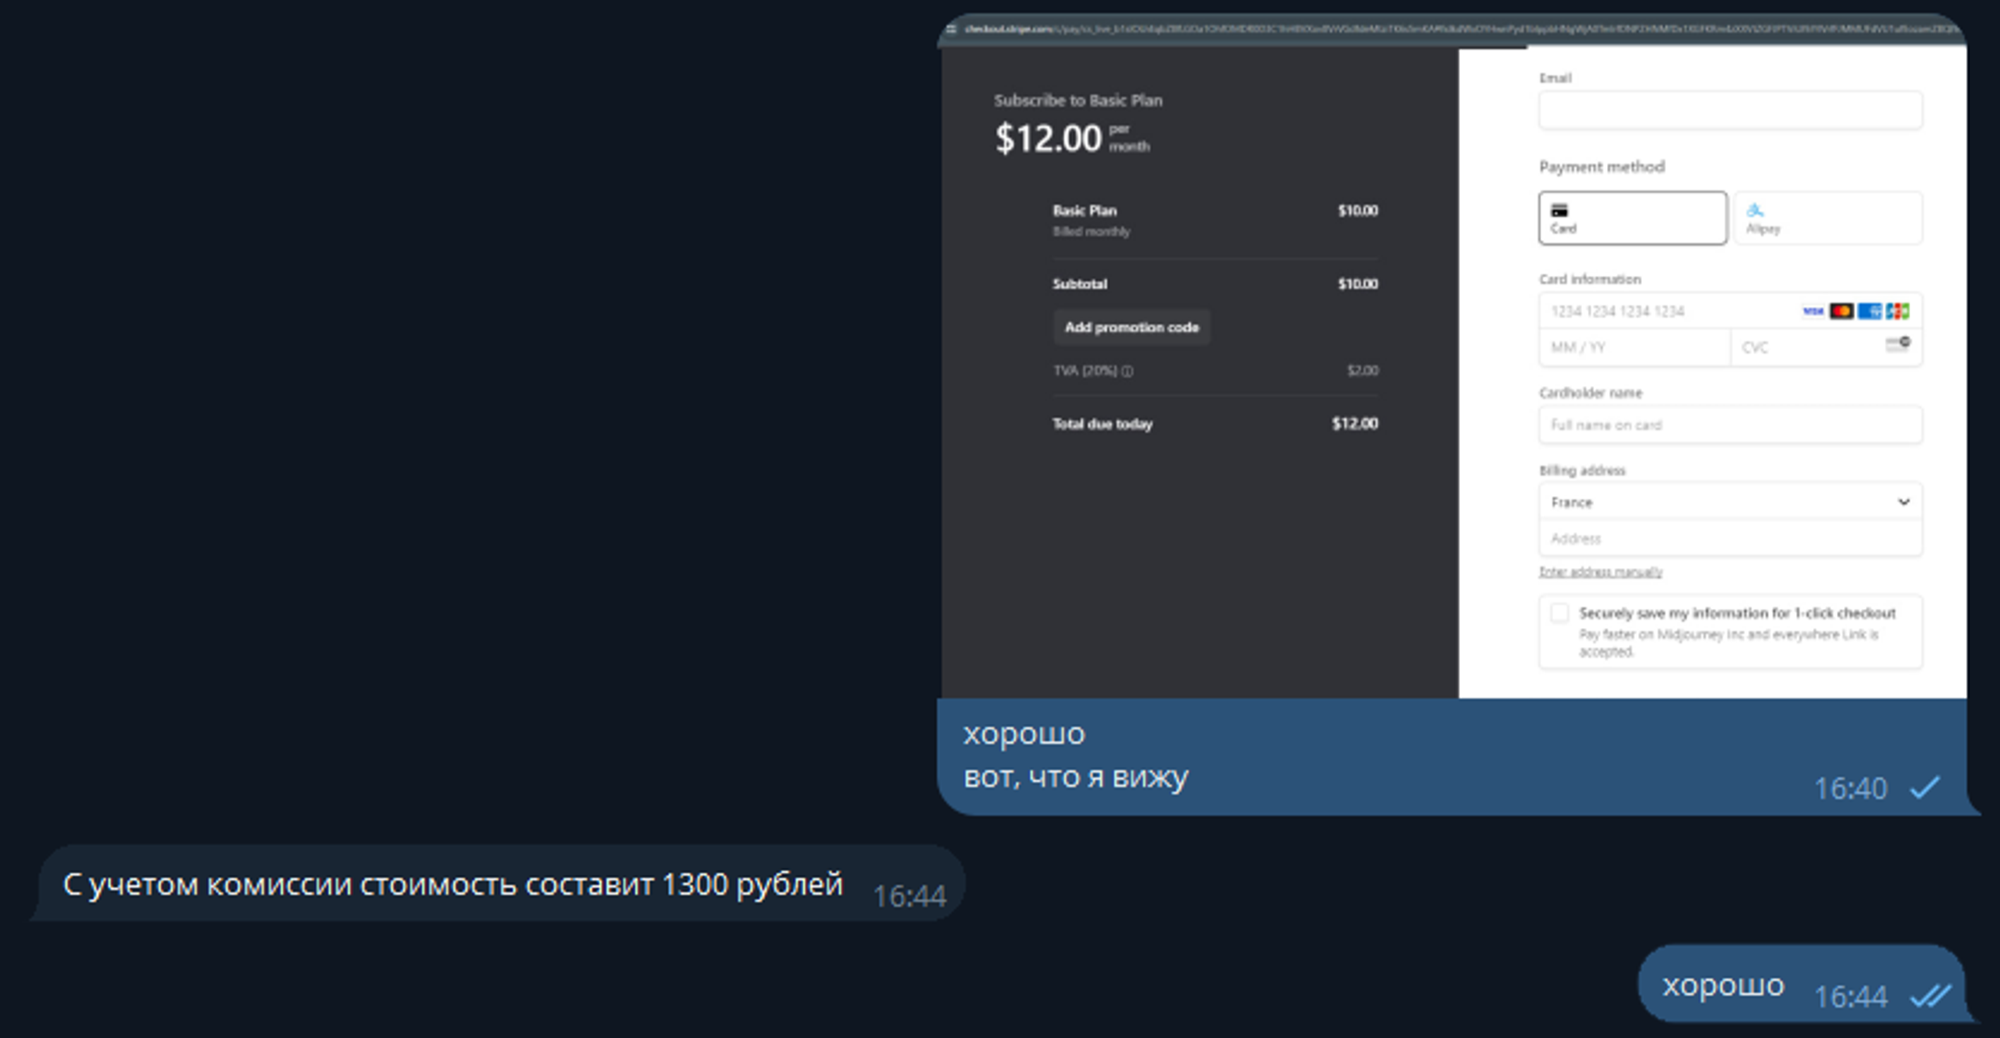 checkout.stripe.com
Subscribe to Basic Plan
$12.00 per
month
Basic Plan $10.00
Billed monthly
Subtotal $10.00
Add promotion code
TVA (20%) $2.00
Total due today $12.00
Email
Payment method
Card
Alipay
Card information
1234 1234 1234 1234 VISA
MM / YY CVC
Cardholder name
Full name on card
Billing address
France
Address
Enter address manually
Securely save my information for 1-click checkout
Pay faster on Midjourney Inc and everywhere Link is
accepted.
хорошо
вот, что я вижу
16:40
С учетом комиссии стоимость составит 1300 рублей 16:44
хорошо 16:44